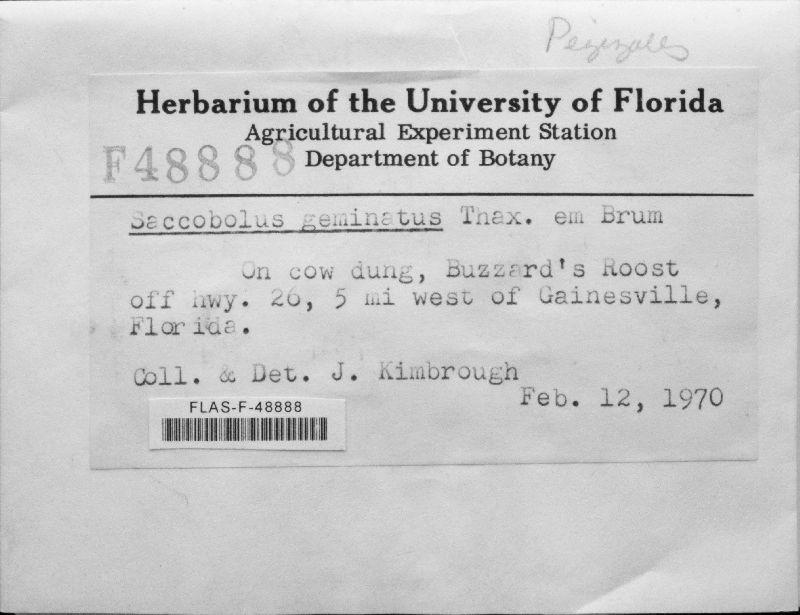 Pezizales
Herbarium of the University of Florida
Agricultural Experiment Station
F48888 Department of Botany
Saccobolus geminatus Thax. em Brum
On cow dung, Buzzard's Roost
off hwy. 26, 5 mi west of Gainesville,
Florida.
Coll. & Det. J. Kimbrough
Feb. 12, 1970
FLAS-F-48888